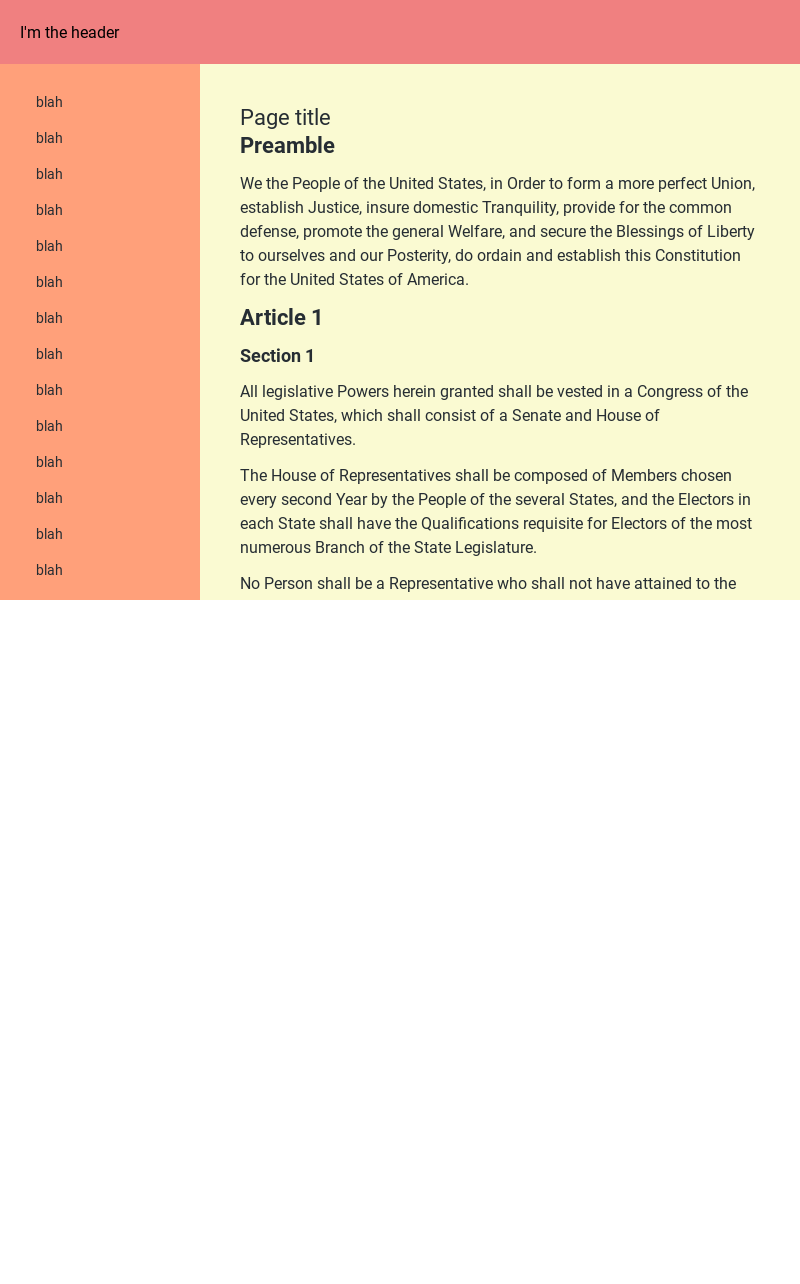 I'm the header
blah
blah
blah
blah
blah
blah
blah
blah
blah
blah
blah
blah
blah
blah
Page title
Preamble
We the People of the United States, in Order to form a more perfect Union,
establish Justice, insure domestic Tranquility, provide for the common
defense, promote the general Welfare, and secure the Blessings of Liberty
to ourselves and our Posterity, do ordain and establish this Constitution
for the United States of America.
Article 1
Section 1
All legislative Powers herein granted shall be vested in a Congress of the
United States, which shall consist of a Senate and House of
Representatives.
The House of Representatives shall be composed of Members chosen
every second Year by the People of the several States, and the Electors in
each State shall have the Qualifications requisite for Electors of the most
numerous Branch of the State Legislature.
No Person shall be a Representative who shall not have attained to the